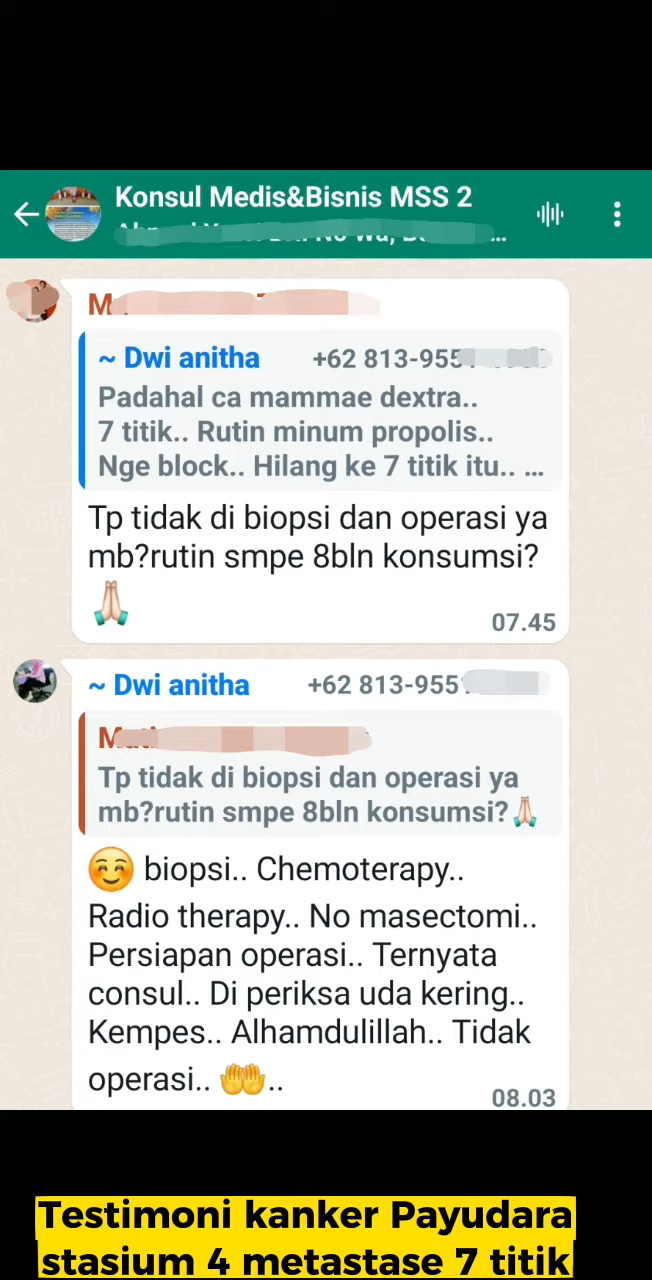 Konsul Medis&Bisnis MSS 2
~ Dwi anitha +62 813-955
Padahal ca mammae dextra..
7 titik.. Rutin minum propolis..
Nge block.. Hilang ke 7 titik itu.. ...
Tp tidak di biopsi dan operasi ya
mb?rutin smpe 8bln konsumsi?
🙏🏻
07.45
~ Dwi anitha +62 813-955
Tp tidak di biopsi dan operasi ya
mb?rutin smpe 8bln konsumsi?🙏🏻
☺️ biopsi.. Chemoterapy..
Radio therapy.. No masectomi..
Persiapan operasi.. Ternyata
consul.. Di periksa uda kering..
Kempes.. Alhamdulillah.. Tidak
operasi.. 🤲..
08.03
Testimoni kanker Payudara
stasium 4 metastase 7 titik